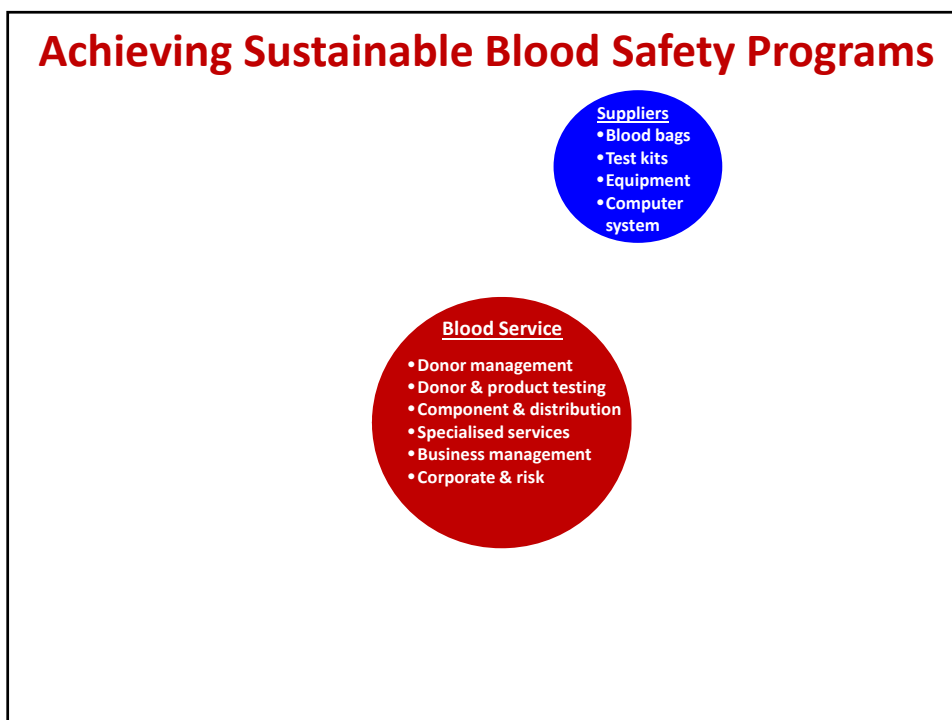 Achieving Sustainable Blood Safety Programs
Suppliers
•Blood bags
•Test kits
•Equipment
•Computer
system
Blood Service
•Donor management
•Donor & product testing
•Component & distribution
•Specialised services
•Business management
•Corporate & risk